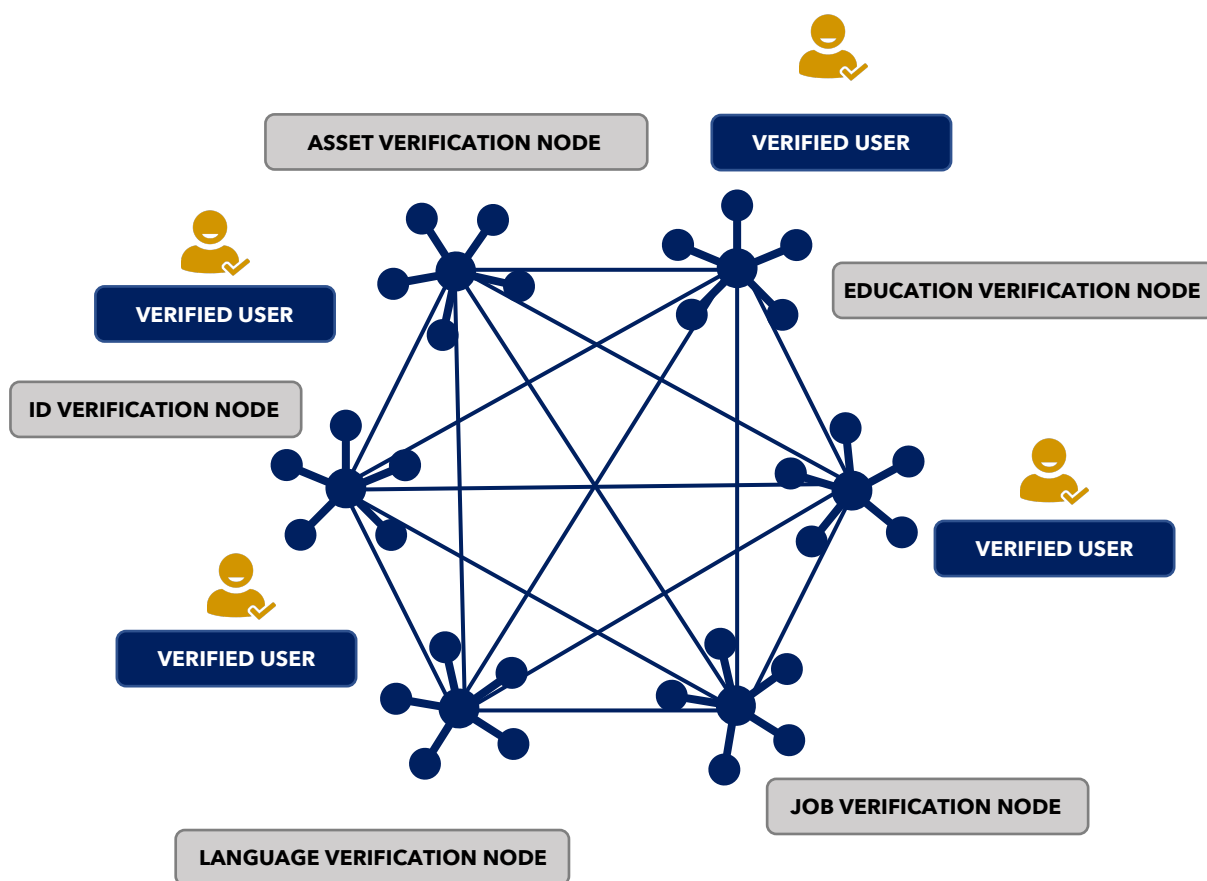 VERIFIED USER
ASSET VERIFICATION NODE
EDUCATION VERIFICATION NODE
VERIFIED USER
ID VERIFICATION NODE
VERIFIED USER
VERIFIED USER
JOB VERIFICATION NODE
LANGUAGE VERIFICATION NODE